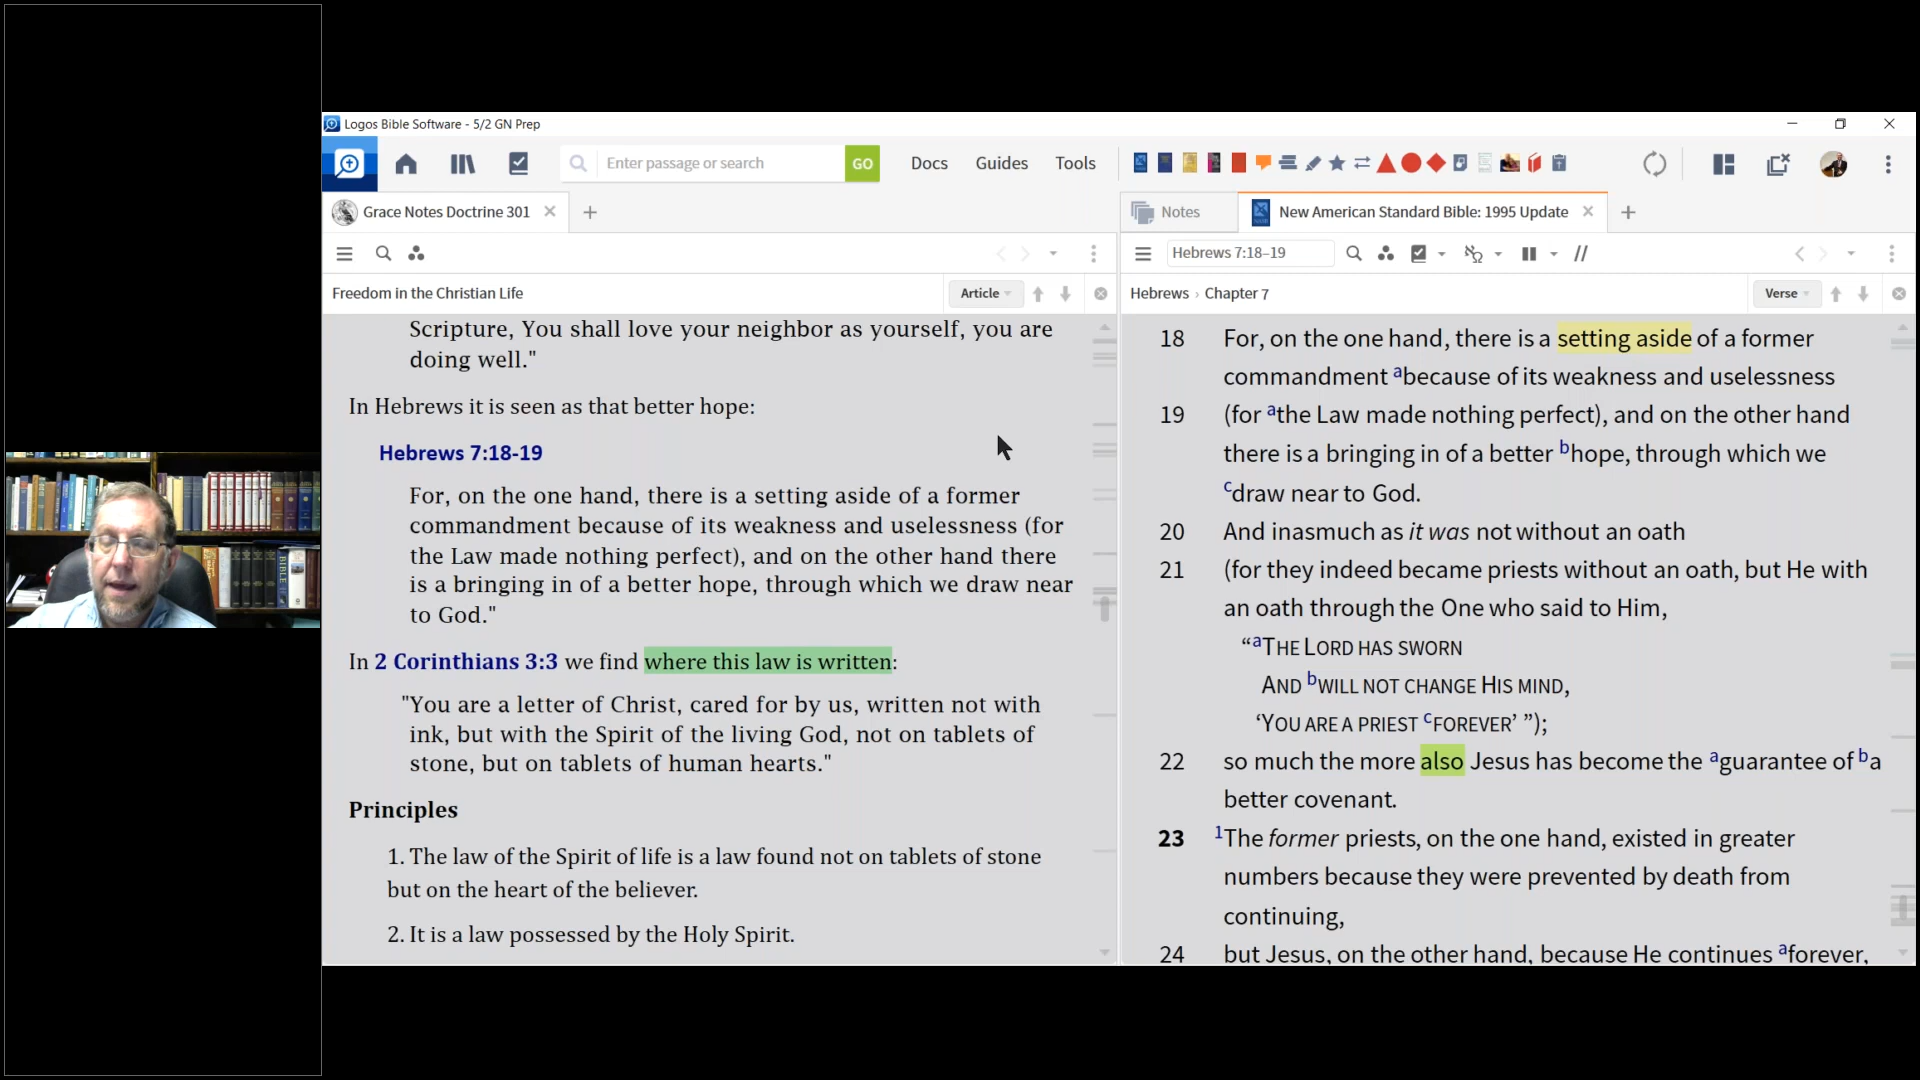 Logos Bible Software - 5/2 GN Prep
Enter passage or search
GO
Docs
Guides
Tools
Grace Notes Doctrine 301
Freedom in the Christian Life
Article
Scripture, You shall love your neighbor as yourself, you are
doing well."
In Hebrews it is seen as that better hope:
Hebrews 7:18-19
For, on the one hand, there is a setting aside of a former
commandment because of its weakness and uselessness (for
the Law made nothing perfect), and on the other hand there
is a bringing in of a better hope, through which we draw near
to God."
In 2 Corinthians 3:3 we find where this law is written:
"You are a letter of Christ, cared for by us, written not with
ink, but with the Spirit of the living God, not on tablets of
stone, but on tablets of human hearts."
Principles
1. The law of the Spirit of life is a law found not on tablets of stone
but on the heart of the believer.
2. It is a law possessed by the Holy Spirit.
Notes
New American Standard Bible: 1995 Update
Hebrews 7:18–19
Hebrews › Chapter 7
Verse
18 For, on the one hand, there is a setting aside of a former
commandment a because of its weakness and uselessness
19 (for a the Law made nothing perfect), and on the other hand
there is a bringing in of a better b hope, through which we
c draw near to God.
20 And inasmuch as it was not without an oath
21 (for they indeed became priests without an oath, but He with
an oath through the One who said to Him,
“a THE LORD HAS SWORN
AND b WILL NOT CHANGE HIS MIND,
‘YOU ARE A PRIEST c FOREVER’ ”);
22 so much the more also Jesus has become the a guarantee of b a
better covenant.
23 1 The former priests, on the one hand, existed in greater
numbers because they were prevented by death from
continuing,
24 but Jesus, on the other hand, because He continues a forever,
BIBLE